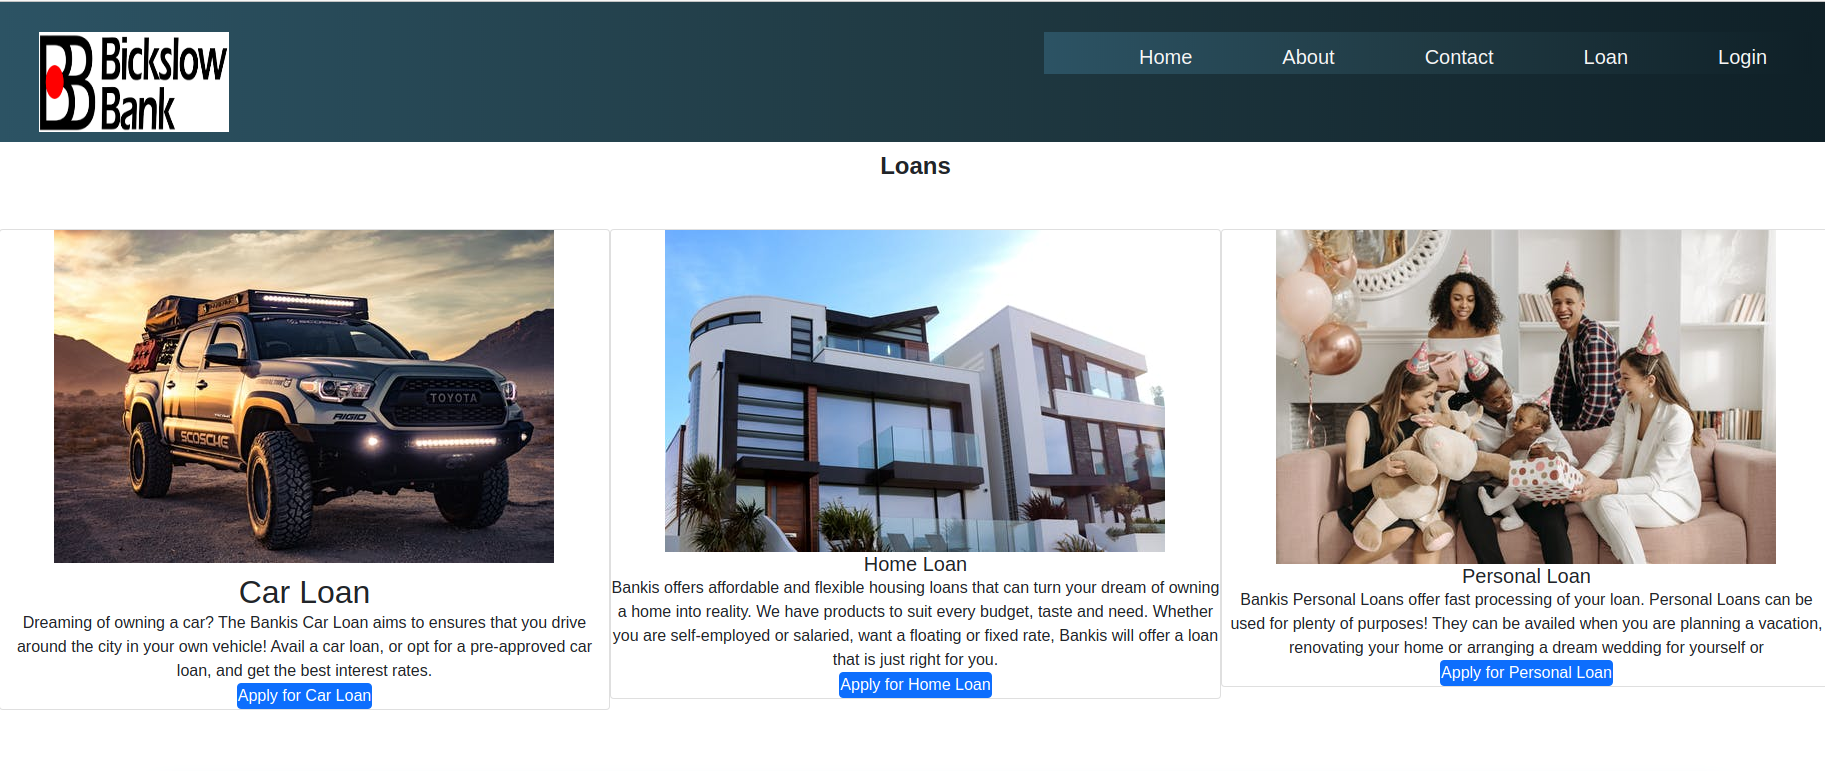 Bickslow
Bank
Home About Contact Loan Login
Loans
TOYOTA
RIGID
SCOSCHE
Car Loan
Dreaming of owning a car? The Bankis Car Loan aims to ensures that you drive
around the city in your own vehicle! Avail a car loan, or opt for a pre-approved car
loan, and get the best interest rates.
Apply for Car Loan
Home Loan
Bankis offers affordable and flexible housing loans that can turn your dream of owning
a home into reality. We have products to suit every budget, taste and need. Whether
you are self-employed or salaried, want a floating or fixed rate, Bankis will offer a loan
that is just right for you.
Apply for Home Loan
Personal Loan
Bankis Personal Loans offer fast processing of your loan. Personal Loans can be
used for plenty of purposes! They can be availed when you are planning a vacation,
renovating your home or arranging a dream wedding for yourself or
Apply for Personal Loan